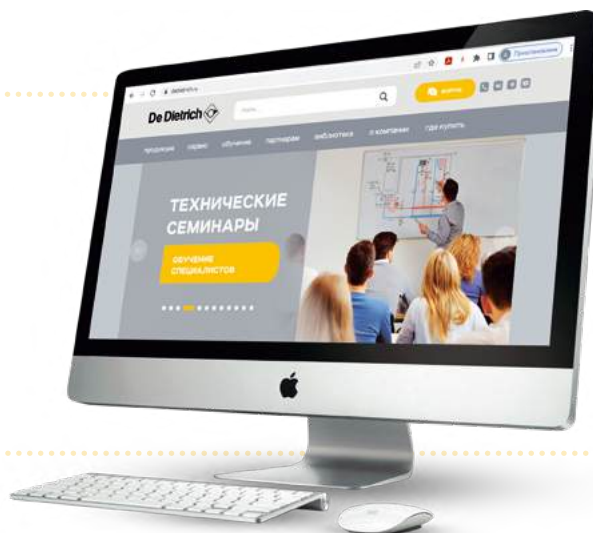 De Dietrich
продукция сервис обучение партнерам библиотека о компании где купить
ТЕХНИЧЕСКИЕ
СЕМИНАРЫ
ОБУЧЕНИЕ
СПЕЦИАЛИСТОВ